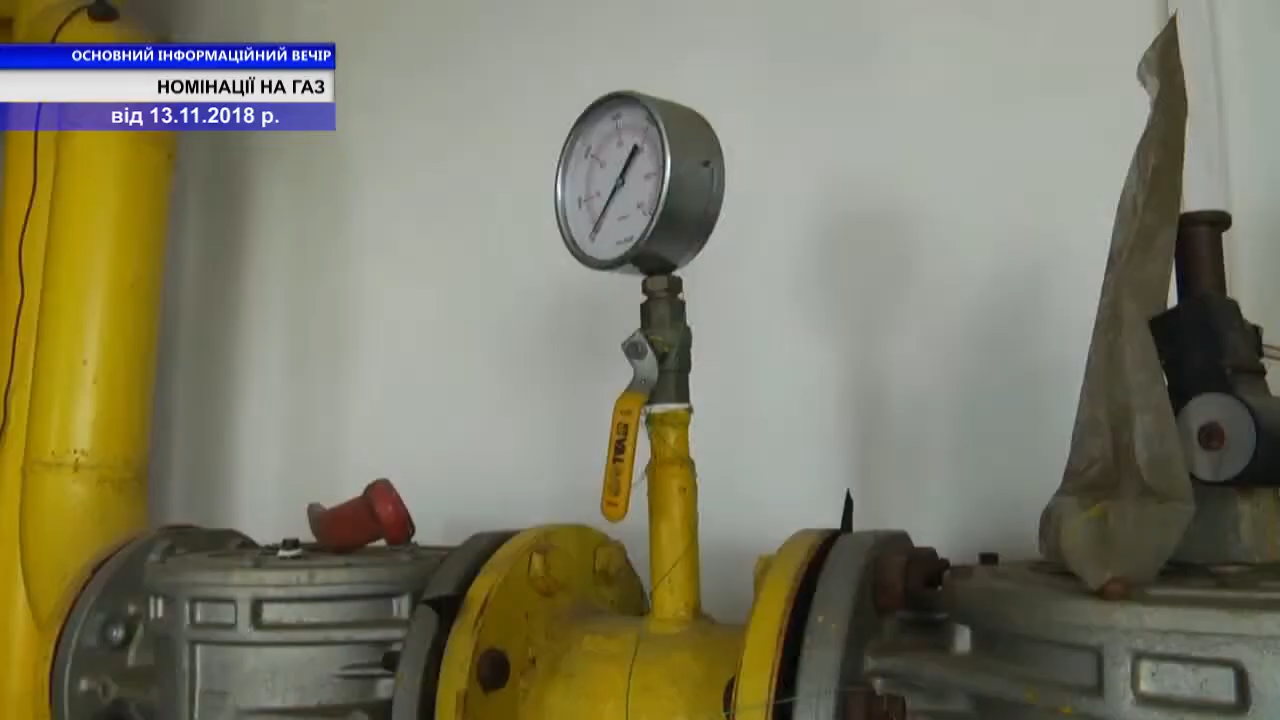 ОСНОВНИЙ ІНФОРМАЦІЙНИЙ ВЕЧІР
НОМІНАЦІЇ НА ГАЗ
від 13.11.2018 р.